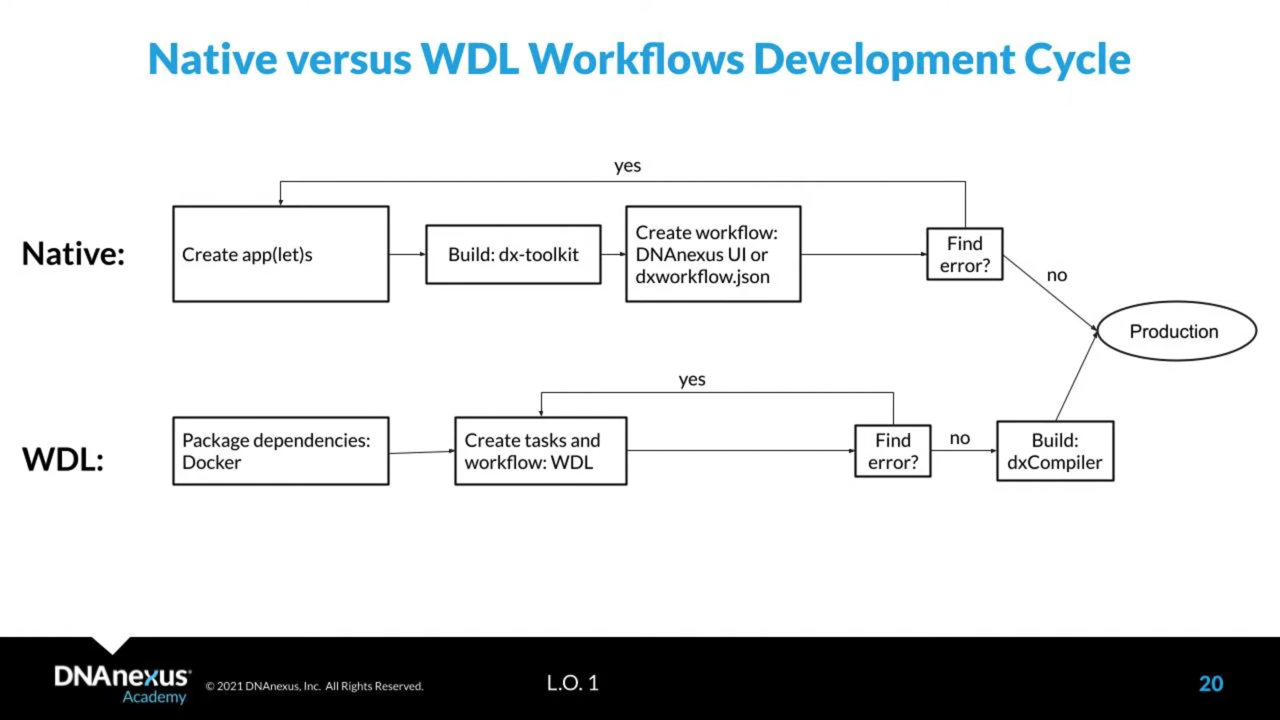 Native versus WDL Workflows Development Cycle
yes
Native:
Create app(let)s
Build: dx-toolkit
Create workflow:
DNAnexus UI or
dxworkflow.json
Find
error?
no
Production
yes
WDL:
Package dependencies:
Docker
Create tasks and
workflow: WDL
Find
error?
no
Build:
dxCompiler
DNAnexus
Academy
© 2021 DNAnexus, Inc. All Rights Reserved.
L.O. 1
20